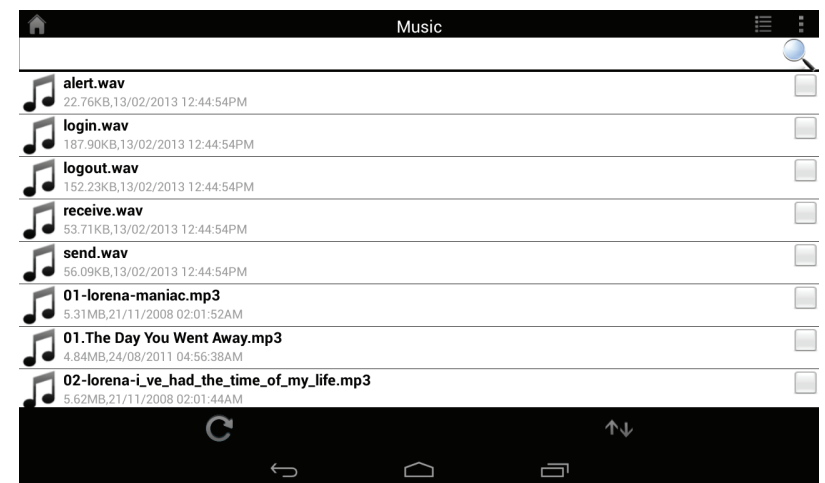 Music
alert.wav
22.76KB,13/02/2013 12:44:54PM
login.wav
187.90KB,13/02/2013 12:44:54PM
logout.wav
152.23KB,13/02/2013 12:44:54PM
receive.wav
53.71KB,13/02/2013 12:44:54PM
send.wav
56.09KB,13/02/2013 12:44:54PM
01-lorena-maniac.mp3
5.31MB,21/11/2008 02:01:52AM
01.The Day You Went Away.mp3
4.84MB,24/08/2011 04:56:38AM
02-lorena-i_ve_had_the_time_of_my_life.mp3
5.62MB,21/11/2008 02:01:44AM